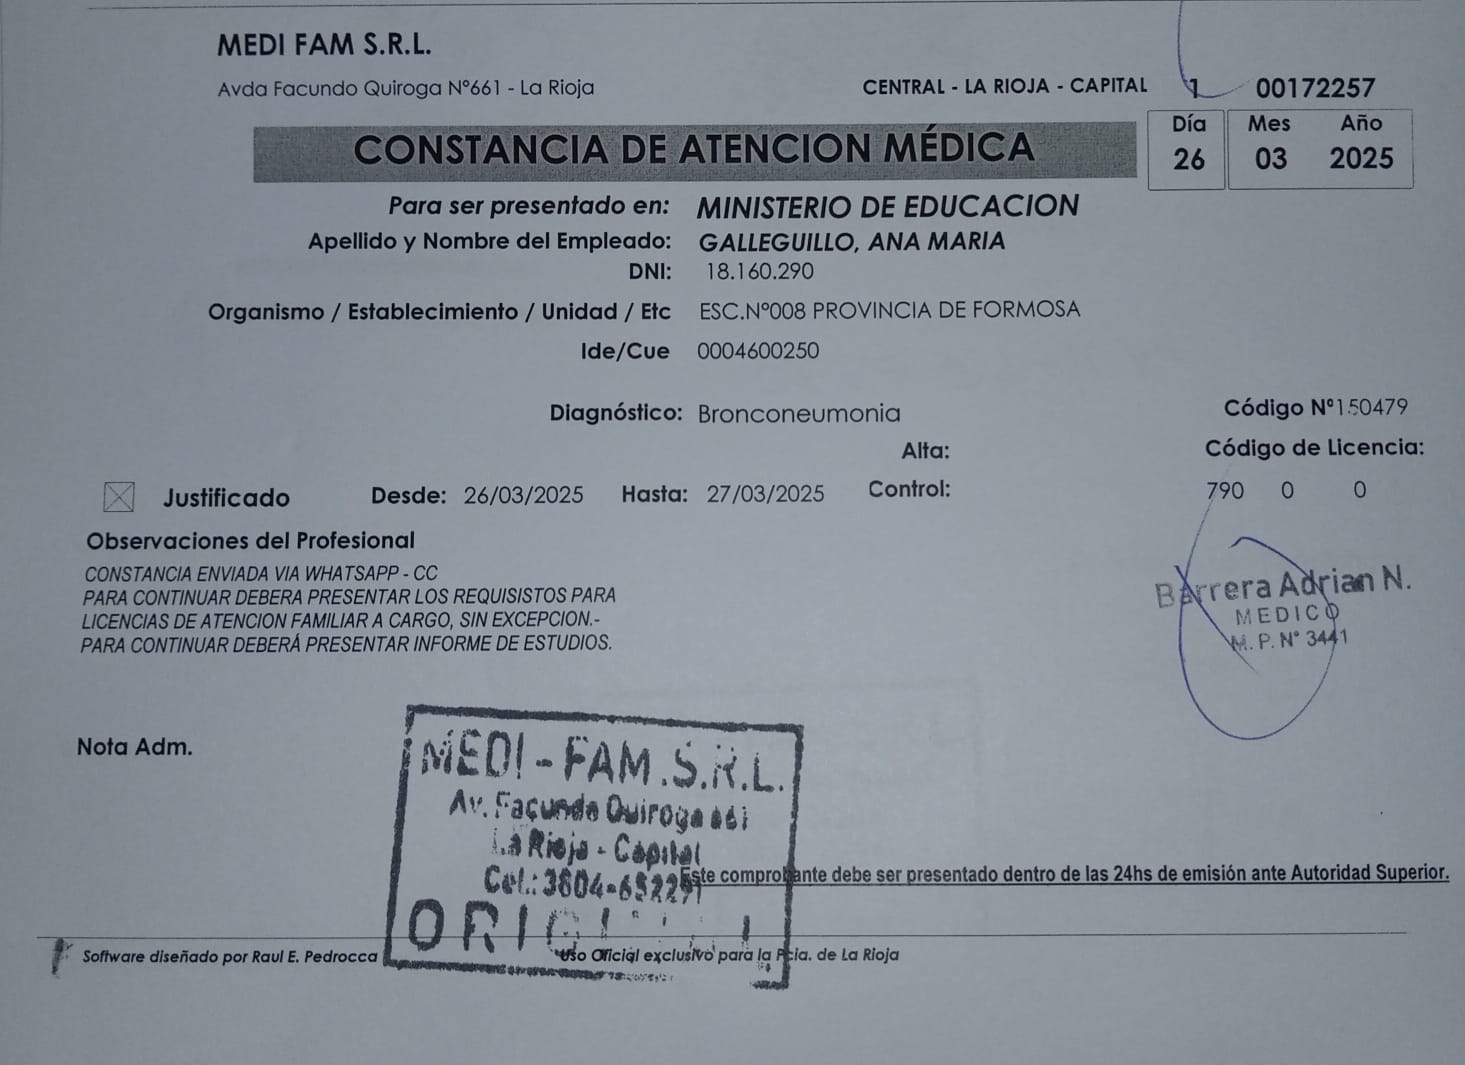 MEDI FAM S.R.L.
Avda Facundo Quiroga Nº661 - La Rioja
CENTRAL - LA RIOJA - CAPITAL 1 00172257
CONSTANCIA DE ATENCION MÉDICA
Día Mes Año
26 03 2025
Para ser presentado en: MINISTERIO DE EDUCACION
Apellido y Nombre del Empleado: GALLEGUILLO, ANA MARIA
DNI: 18.160.290
Organismo / Establecimiento / Unidad / Etc ESC.Nº008 PROVINCIA DE FORMOSA
Ide/Cue 0004600250
Diagnóstico: Bronconeumonia
Código Nº150479
Alta:
Código de Licencia:
Justificado Desde: 26/03/2025 Hasta: 27/03/2025 Control:
790 0 0
Observaciones del Profesional
CONSTANCIA ENVIADA VIA WHATSAPP - CC
PARA CONTINUAR DEBERA PRESENTAR LOS REQUISISTOS PARA
LICENCIAS DE ATENCION FAMILIAR A CARGO, SIN EXCEPCION.-
PARA CONTINUAR DEBERÁ PRESENTAR INFORME DE ESTUDIOS.
Barrera Adrian N.
MEDICO
M. P. Nº 3441
Nota Adm.
MEDI-FAM.S.R.L.
Av. Facundo Quiroga 661
La Rioja - Capital
Cel.: 3804-652291
Este comprobante debe ser presentado dentro de las 24hs de emisión ante Autoridad Superior.
Software diseñado por Raul E. Pedrocca
Uso Oficial exclusivo para la Pcia. de La Rioja